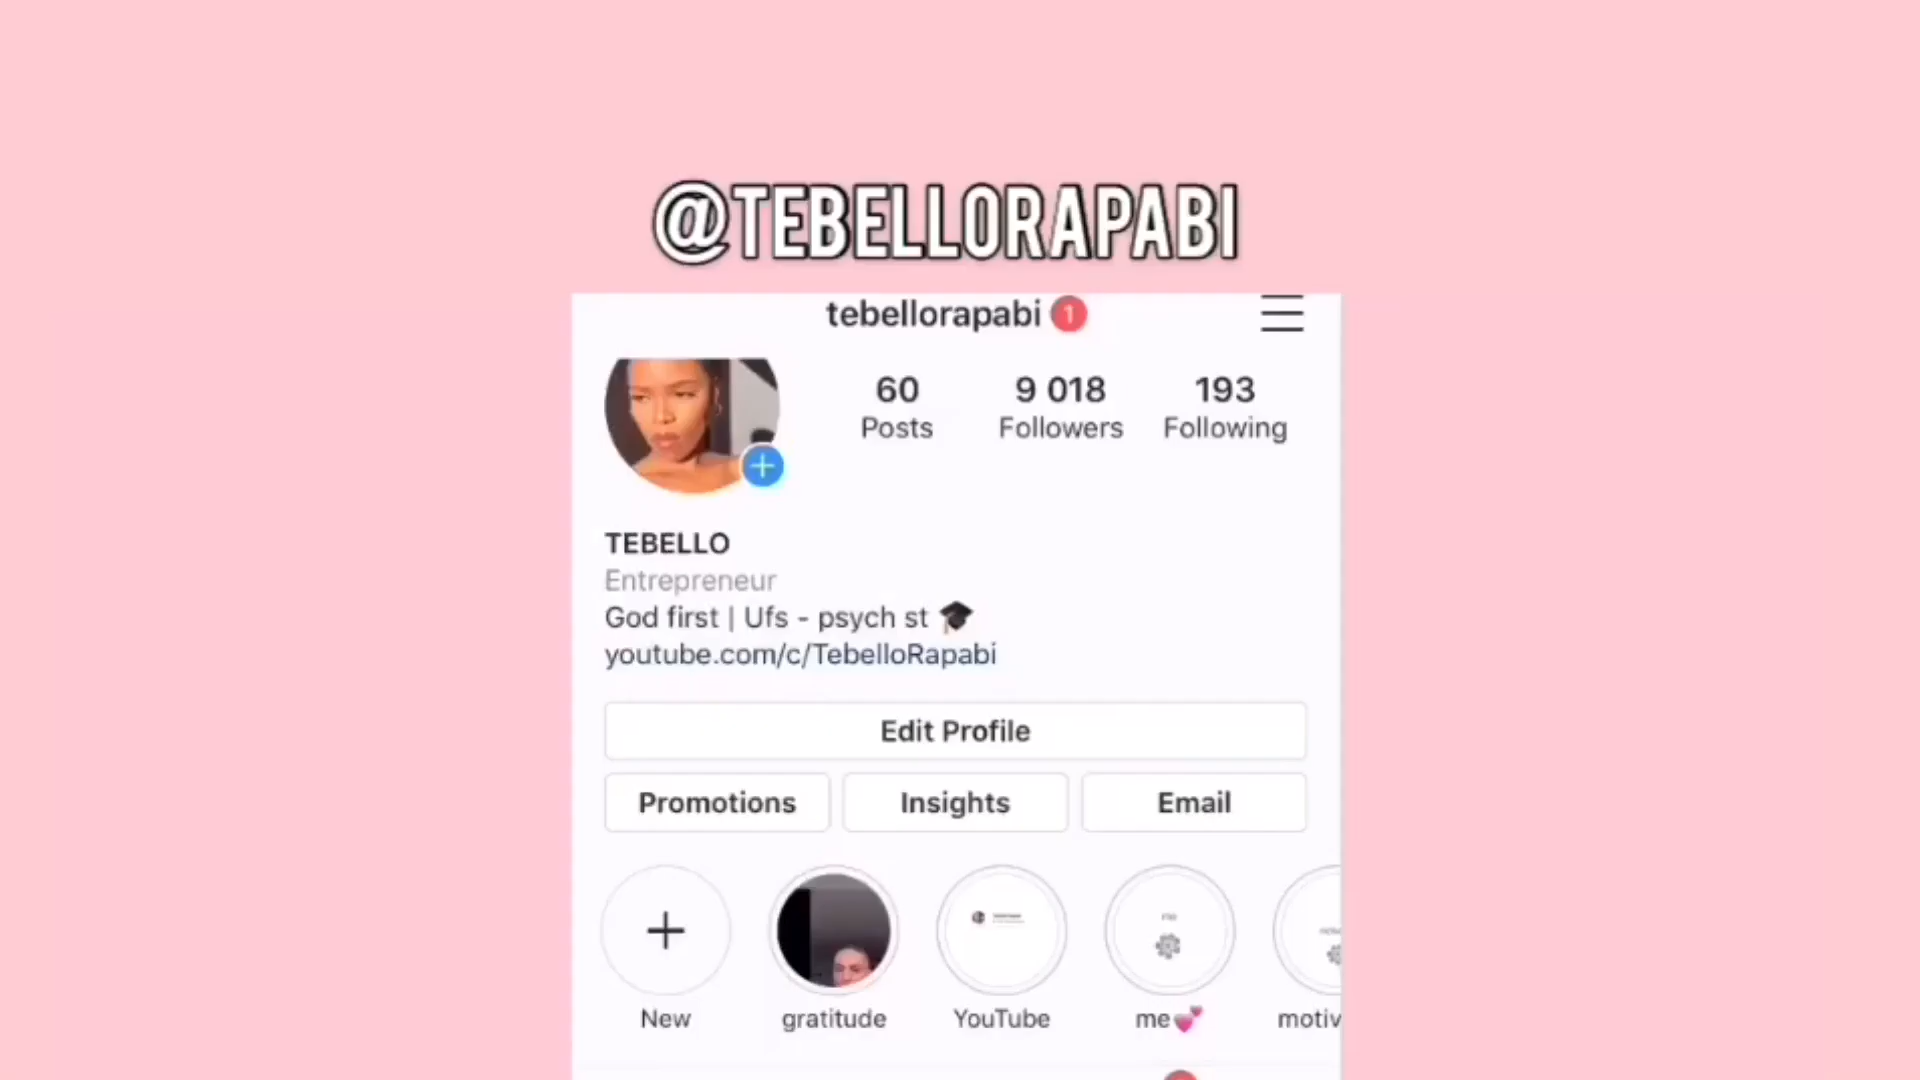 @TEBELLORAPABI
tebellorapabi 1
60 9 018 193
Posts Followers Following
TEBELLO
Entrepreneur
God first | Ufs - psych st 🎓
youtube.com/c/TebelloRapabi
Edit Profile
Promotions Insights Email
New gratitude YouTube me💕 motiv